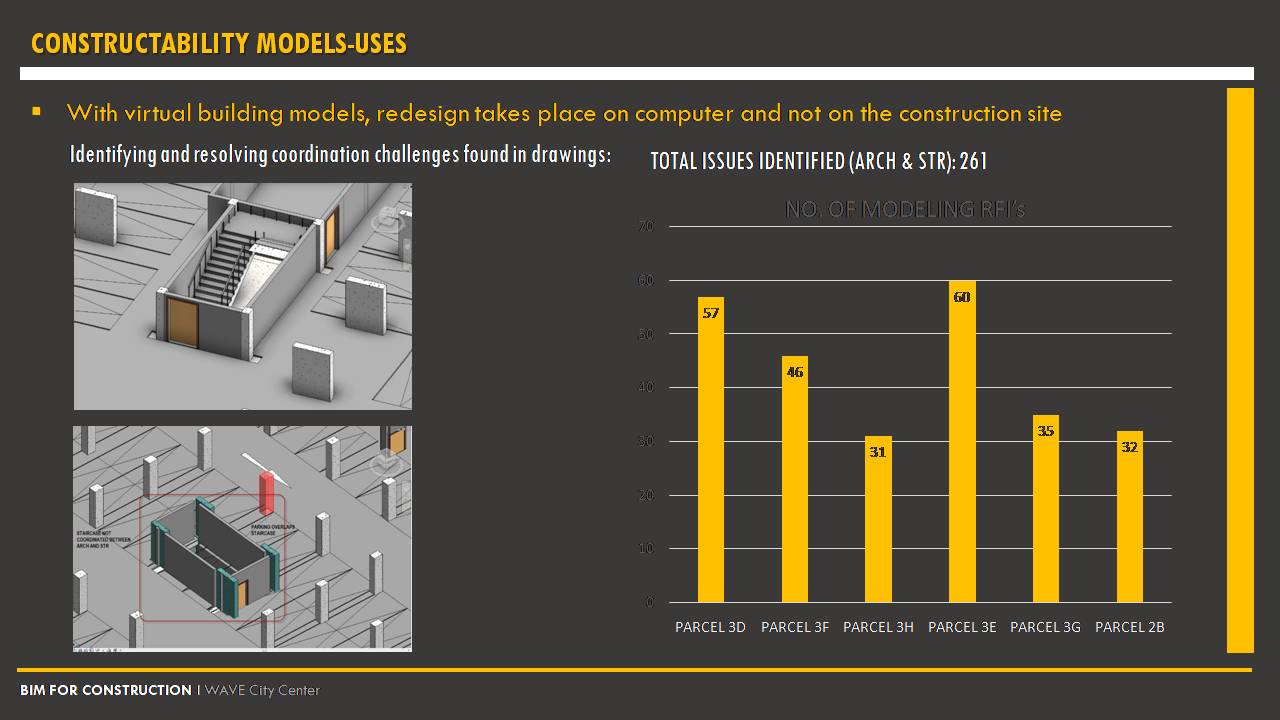 CONSTRUCTABILITY MODELS-USES
▪ With virtual building models, redesign takes place on computer and not on the construction site
Identifying and resolving coordination challenges found in drawings:
TOTAL ISSUES IDENTIFIED (ARCH & STR): 261
NO. OF MODELING RFI's
70
60
50
40
30
20
10
0
57
46
31
60
35
32
PARCEL 3D PARCEL 3F PARCEL 3H PARCEL 3E PARCEL 3G PARCEL 2B
STAIRCASE NOT
COORDINATED BETWEEN
ARCH AND STR
PARKING OVERLAPS
STAIRCASE
BIM FOR CONSTRUCTION | WAVE City Center